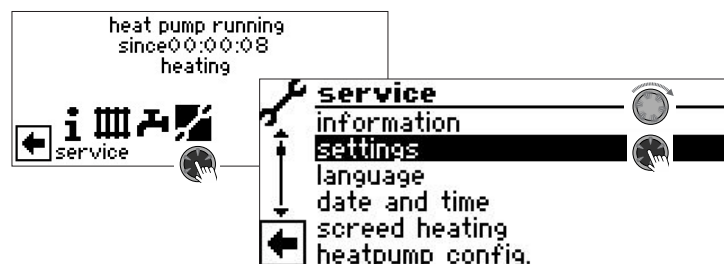 heat pump running
since00:00:08
heating
service
service
information
settings
language
date and time
screed heating
heatpump config.